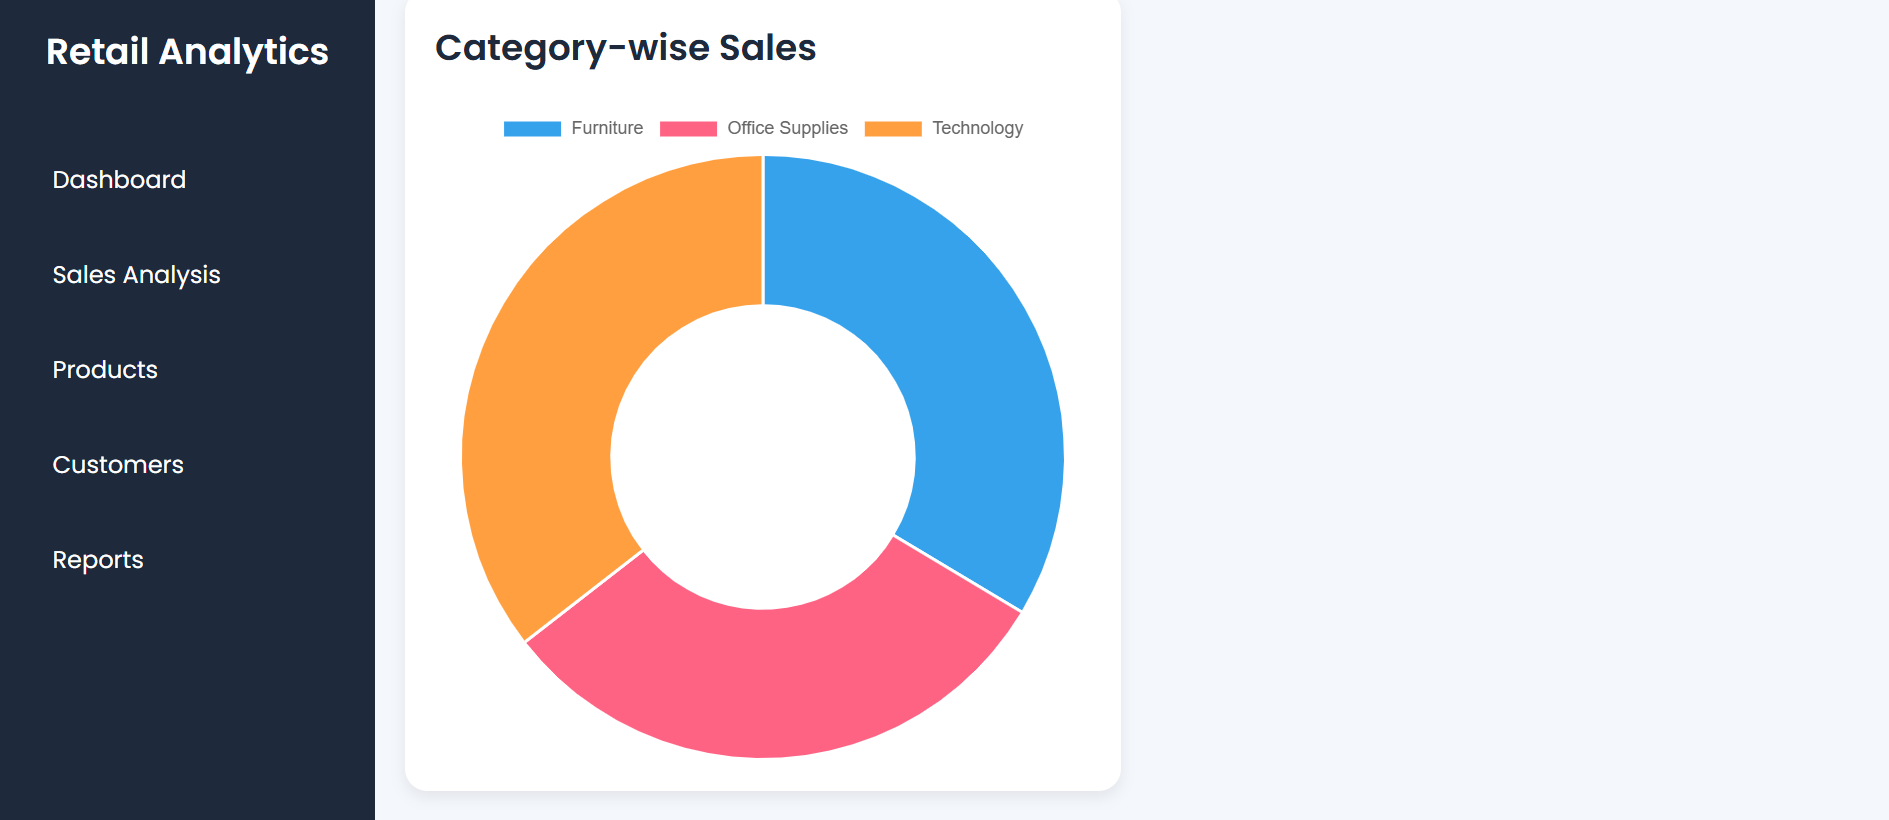 Retail Analytics
Dashboard
Sales Analysis
Products
Customers
Reports
Category-wise Sales
Furniture Office Supplies Technology